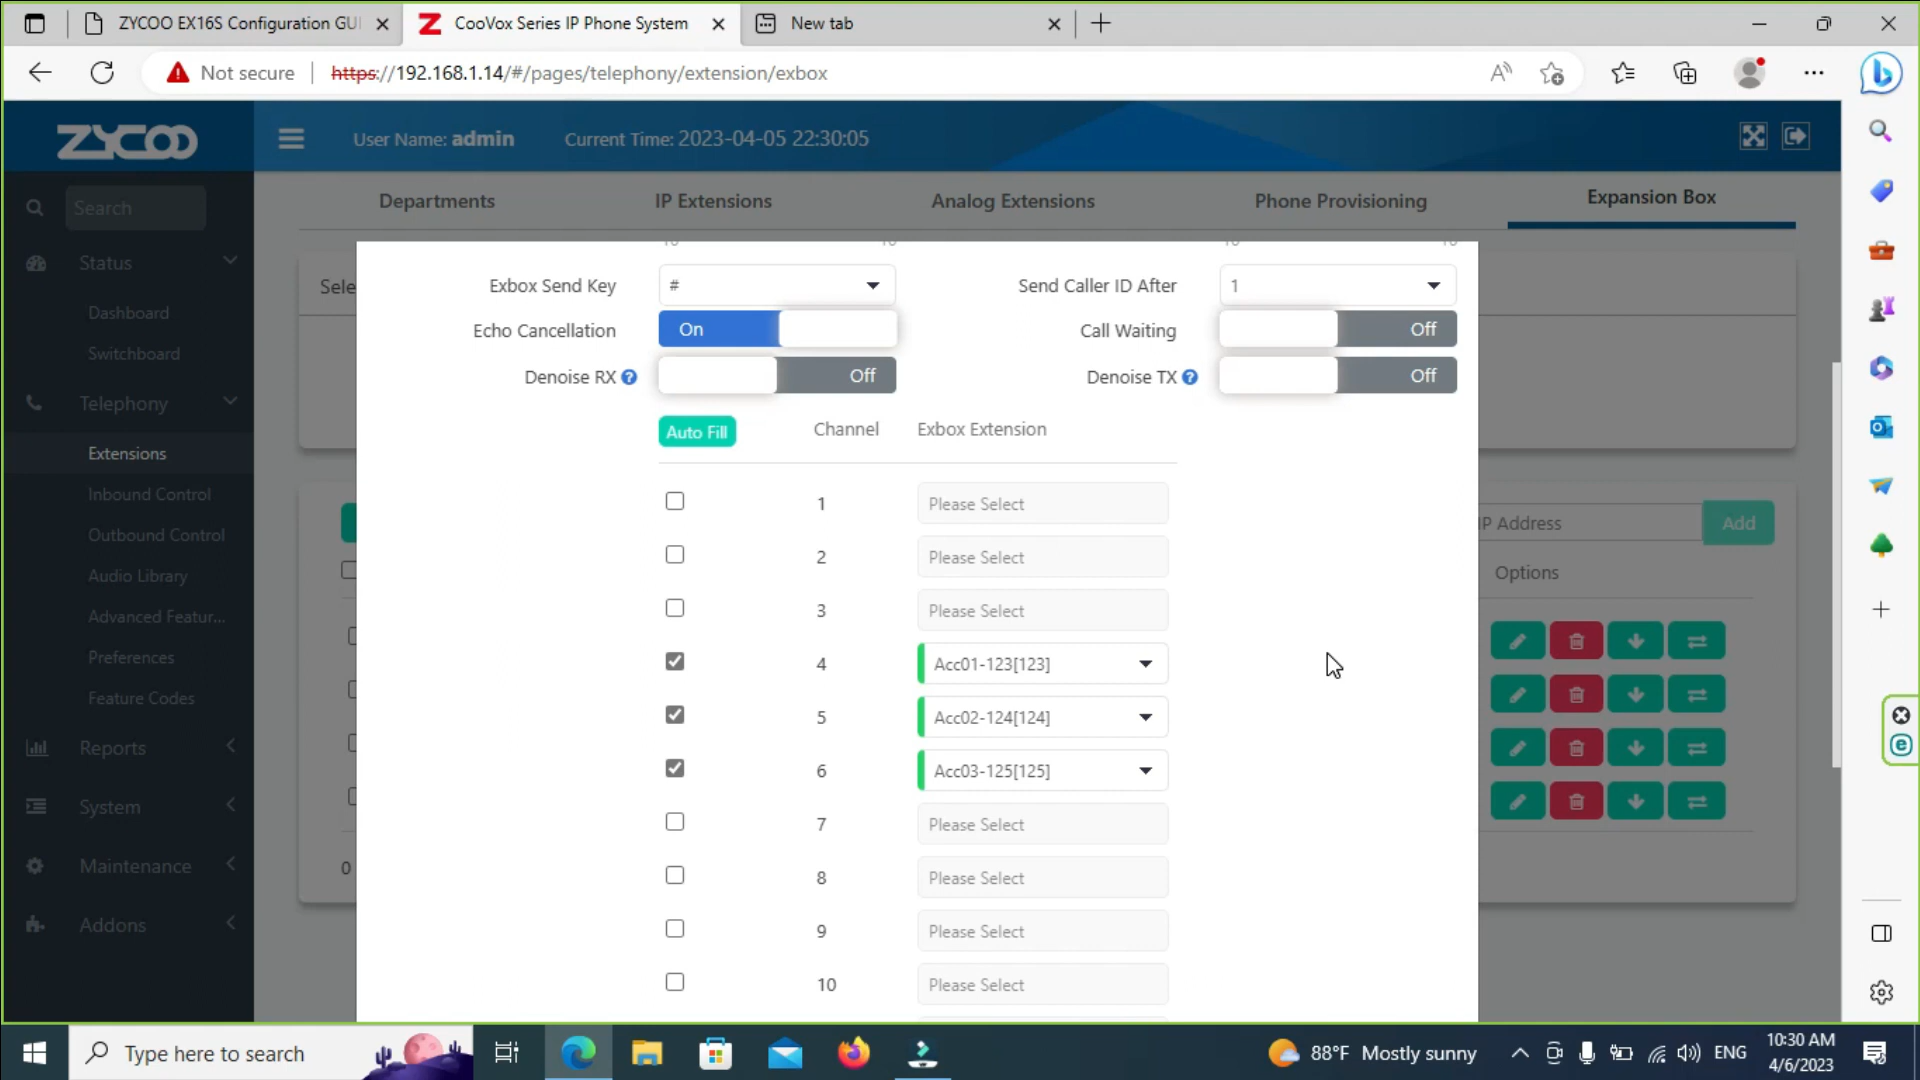 ZYCOO EX16S Configuration GUI
CooVox Series IP Phone System
New tab
Not secure
https://192.168.1.14/#/pages/telephony/extension/exbox
ZYCOO
User Name: admin
Current Time: 2023-04-05 22:30:05
Search
Status
Dashboard
Switchboard
Telephony
Extensions
Inbound Control
Outbound Control
Audio Library
Advanced Featur...
Preferences
Feature Codes
Reports
System
Maintenance
Addons
Departments
IP Extensions
Analog Extensions
Phone Provisioning
Expansion Box
Sele
Exbox Send Key
#
Send Caller ID After
1
Echo Cancellation
On
Call Waiting
Off
Denoise RX
Off
Denoise TX
Off
Auto Fill
Channel
Exbox Extension
1
Please Select
2
Please Select
3
Please Select
4
Acc01-123[123]
5
Acc02-124[124]
6
Acc03-125[125]
7
Please Select
8
Please Select
9
Please Select
10
Please Select
IP Address
Add
Options
0
Type here to search
88°F Mostly sunny
ENG
10:30 AM
4/6/2023